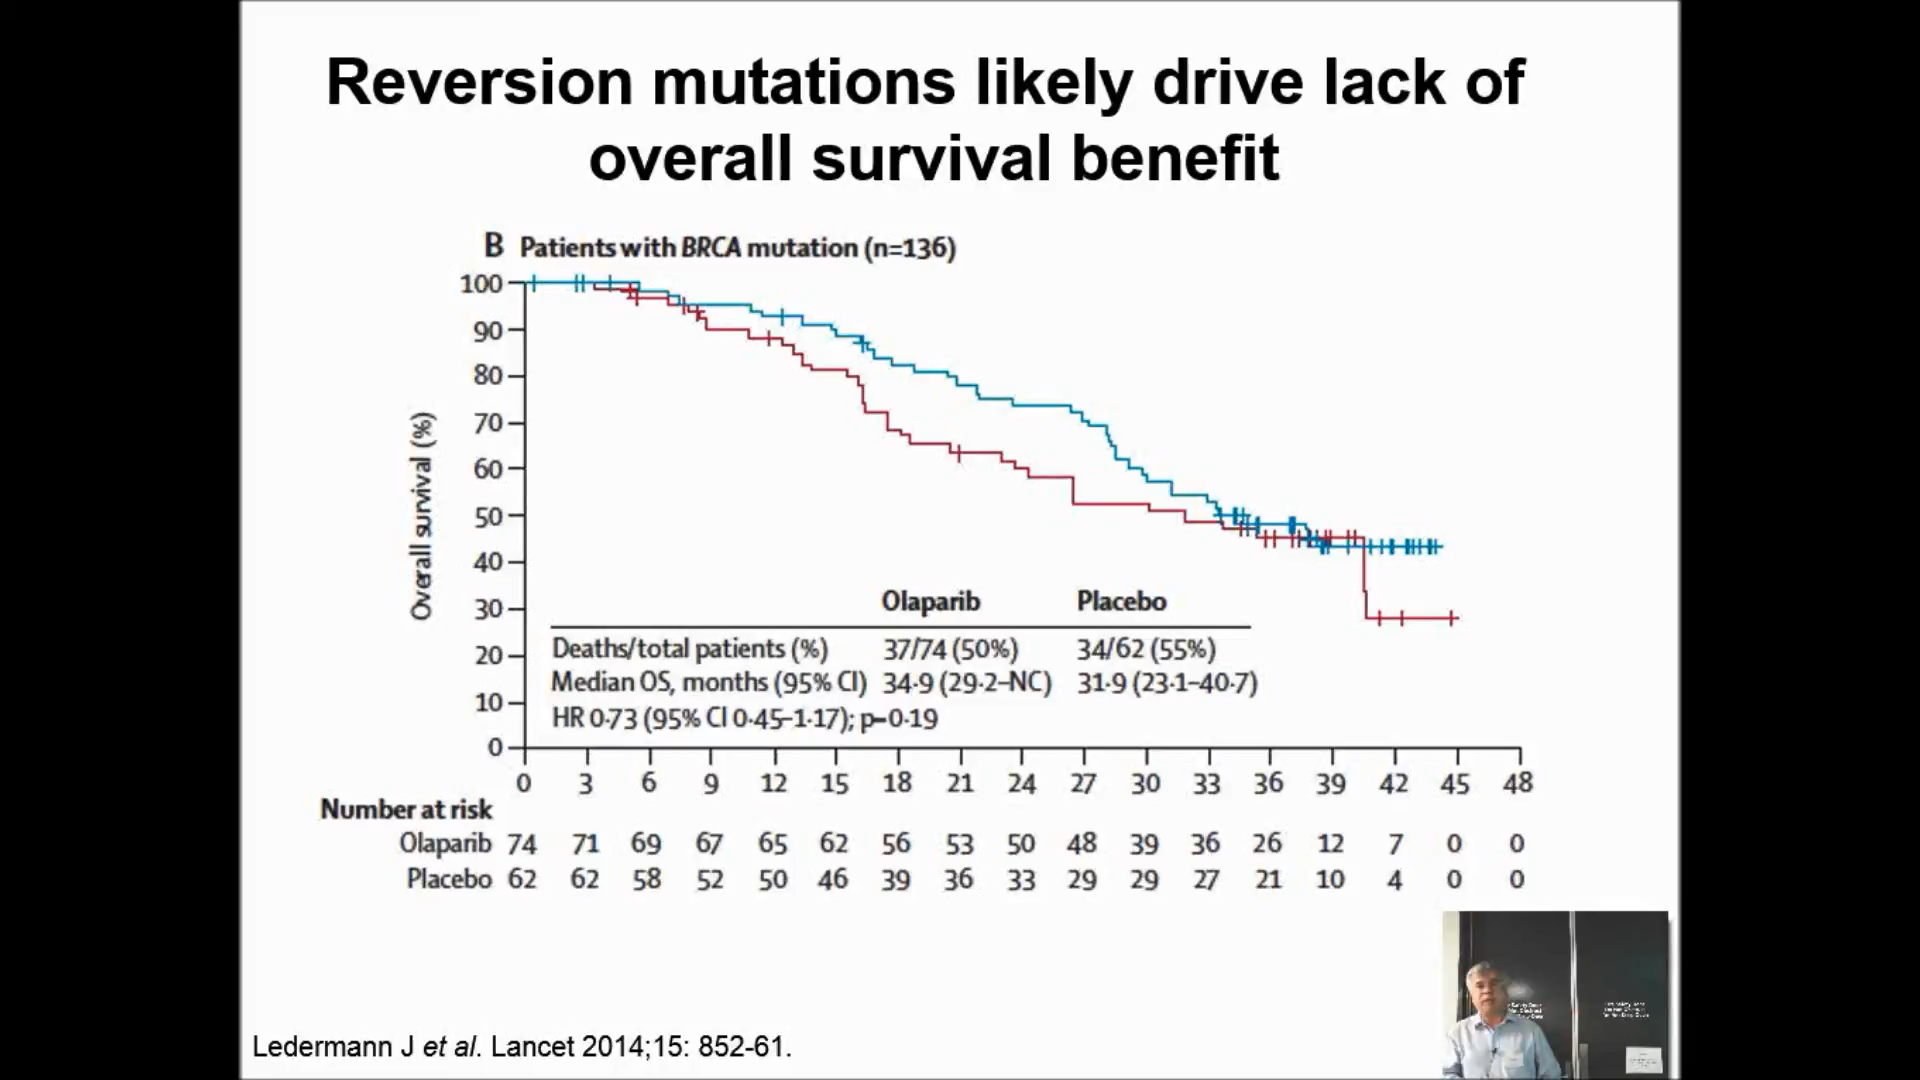 Reversion mutations likely drive lack of
overall survival benefit
B Patients with BRCA mutation (n=136)
100
90
80
70
60
50
40
30
20
10
0
Overall survival (%)
Olaparib Placebo
Deaths/total patients (%) 37/74 (50%) 34/62 (55%)
Median OS, months (95% CI) 34·9 (29·2–NC) 31·9 (23·1–40·7)
HR 0·73 (95% CI 0·45–1·17); p=0·19
0 3 6 9 12 15 18 21 24 27 30 33 36 39 42 45 48
Number at risk
Olaparib 74 71 69 67 65 62 56 53 50 48 39 36 26 12 7 0 0
Placebo 62 62 58 52 50 46 39 36 33 29 29 27 21 10 4 0 0
Ledermann J et al. Lancet 2014;15: 852-61.